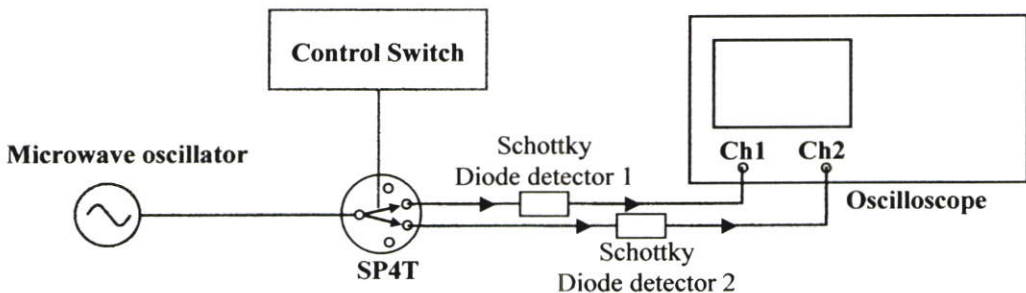 Control Switch
Microwave oscillator
Schottky
Diode detector 1
Ch1 Ch2
Oscilloscope
SP4T
Schottky
Diode detector 2